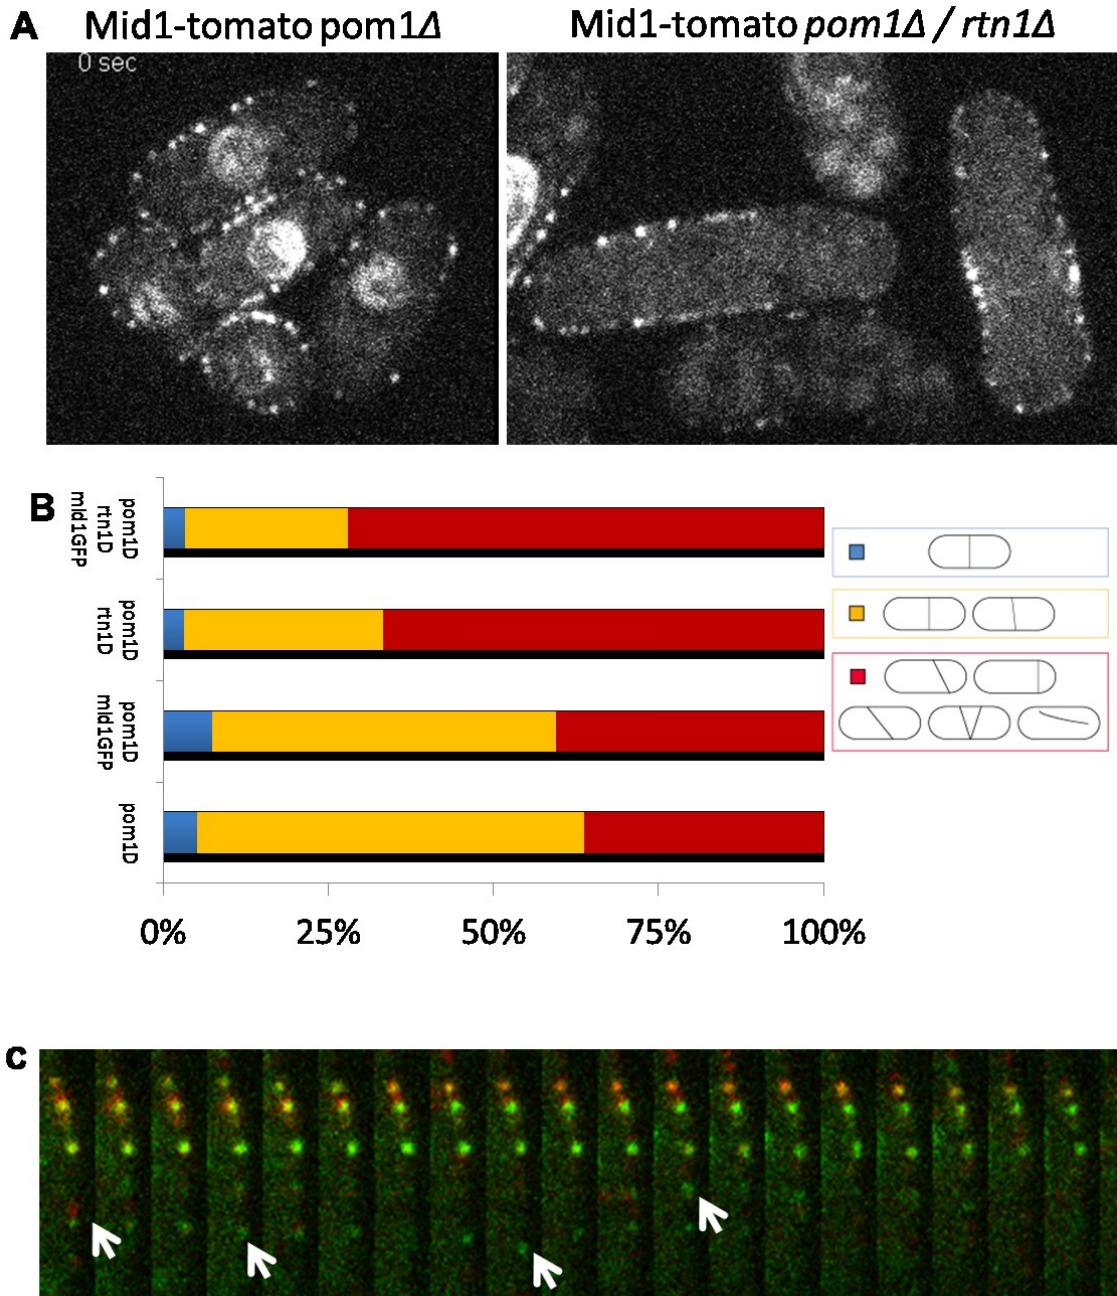 A Mid1-tomato pom1Δ Mid1-tomato pom1Δ / rtn1Δ
0 sec
B
pom1D
rtn1D
mId1GFP
pom1D
rtn1D
pom1D
mId1GFP
pom1D
0% 25% 50% 75% 100%
C